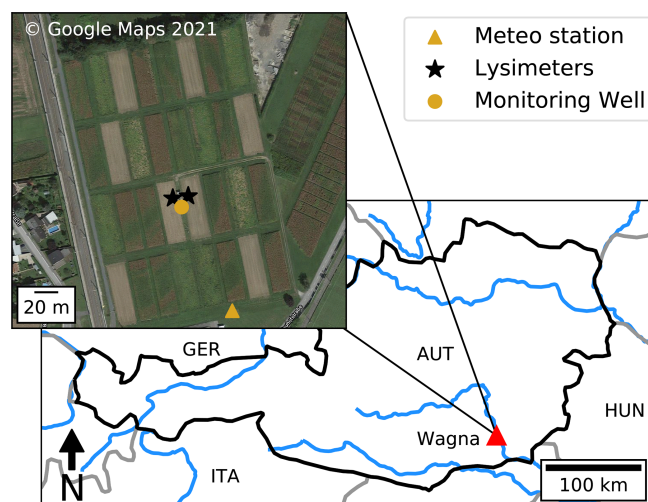 © Google Maps 2021
Meteo station
Lysimeters
Monitoring Well
20 m
GER
AUT
HUN
Wagna
ITA
N
100 km